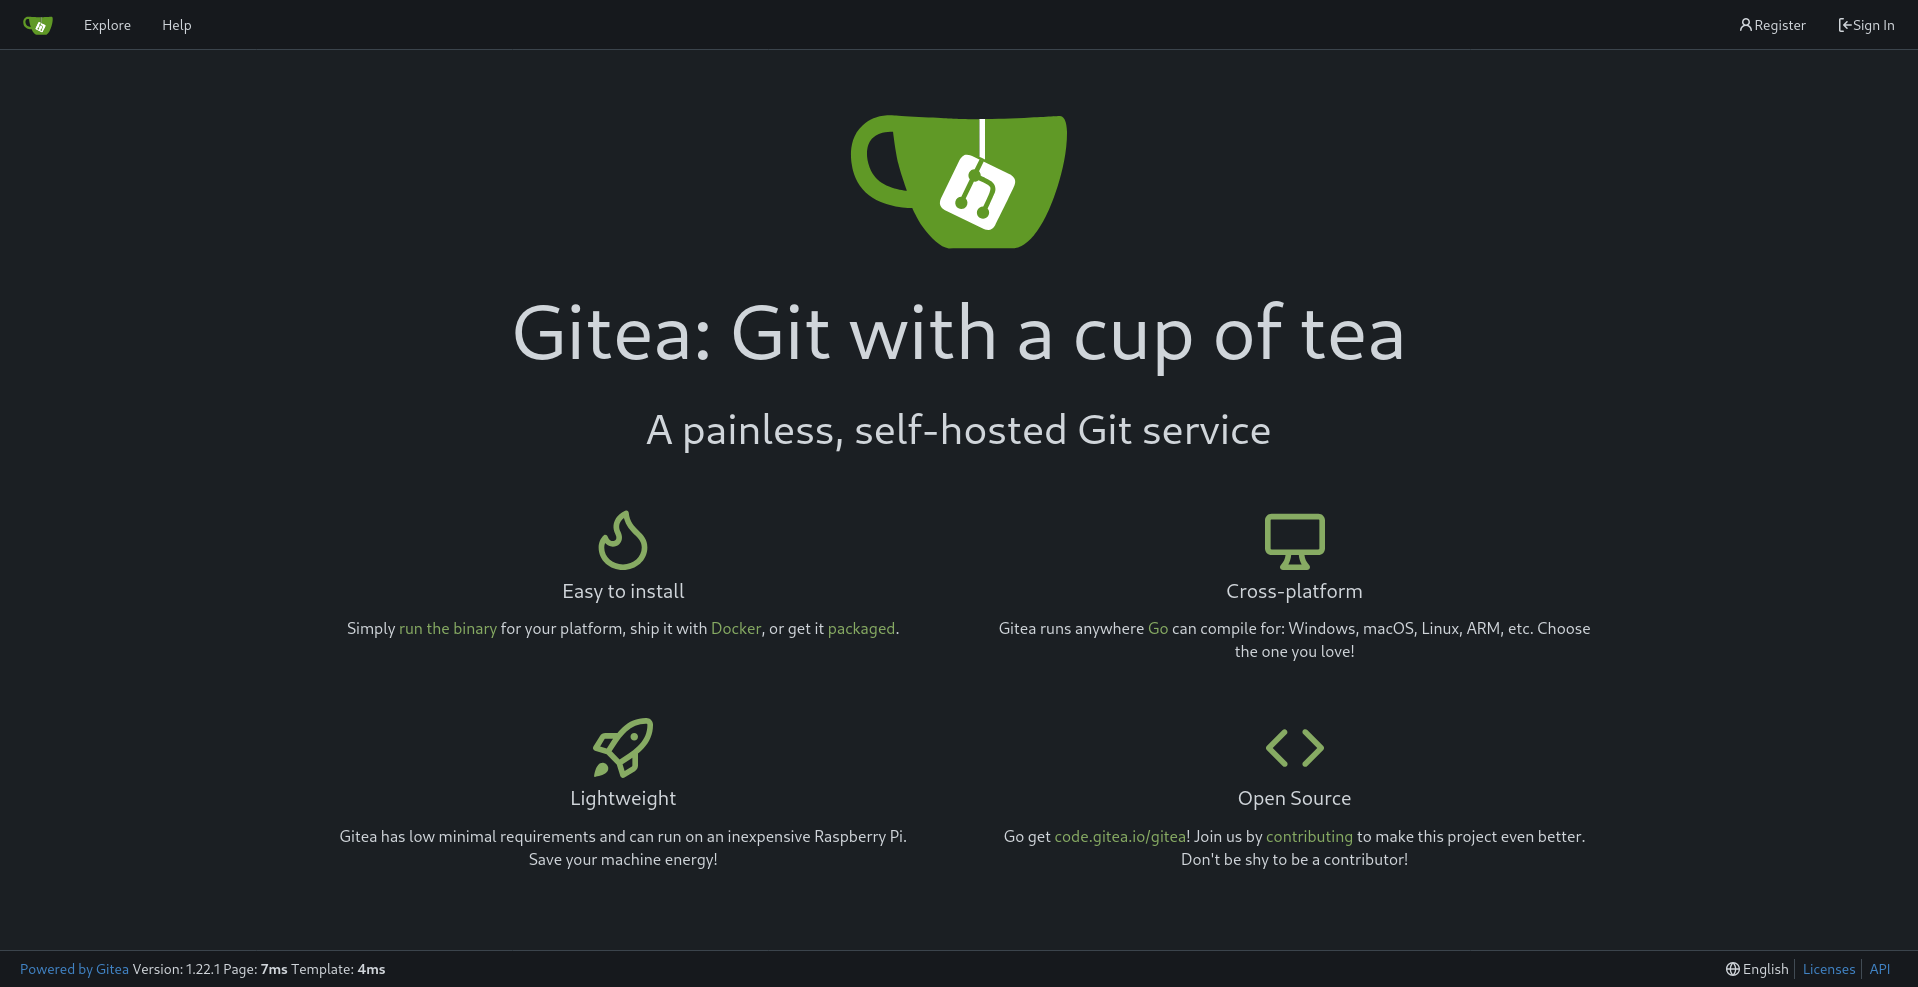 Explore Help Register Sign In
Gitea: Git with a cup of tea
A painless, self-hosted Git service
Easy to install
Simply run the binary for your platform, ship it with Docker, or get it packaged.
Cross-platform
Gitea runs anywhere Go can compile for: Windows, macOS, Linux, ARM, etc. Choose
the one you love!
Lightweight
Gitea has low minimal requirements and can run on an inexpensive Raspberry Pi.
Save your machine energy!
Open Source
Go get code.gitea.io/gitea! Join us by contributing to make this project even better.
Don't be shy to be a contributor!
Powered by Gitea Version: 1.22.1 Page: 7ms Template: 4ms English Licenses API